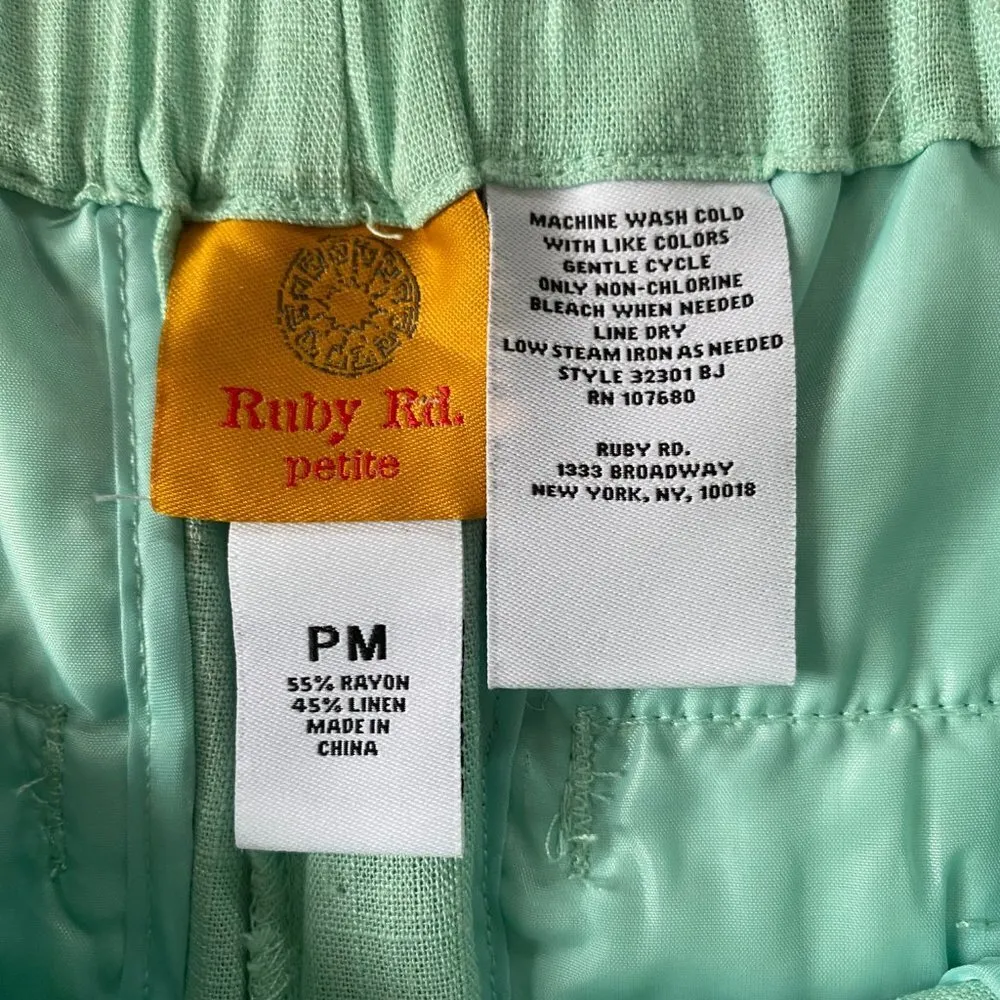 Ruby Rd.
petite
PM
55% RAYON
45% LINEN
MADE IN
CHINA
MACHINE WASH COLD
WITH LIKE COLORS
GENTLE CYCLE
ONLY NON-CHLORINE
BLEACH WHEN NEEDED
LINE DRY
LOW STEAM IRON AS NEEDED
STYLE 32301 BJ
RN 107680
RUBY RD.
1333 BROADWAY
NEW YORK, NY, 10018